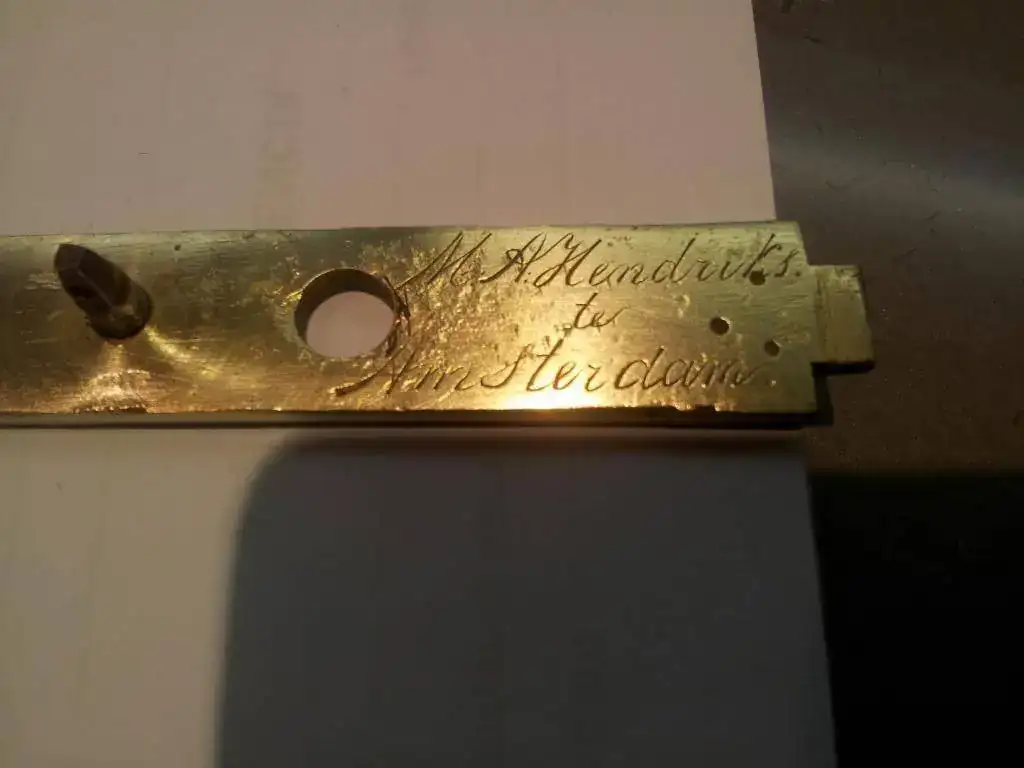 M. A. Hendriks.
te
Amsterdam.